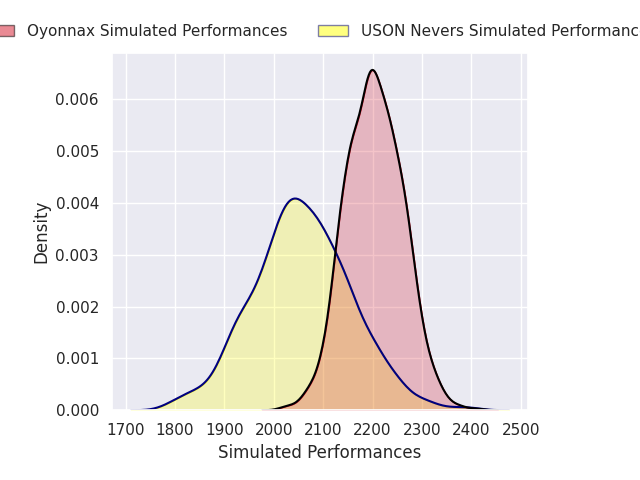 Oyonnax Simulated Performances
USON Nevers Simulated
0.006
0.005
0.004
0.003
0.002
0.001
0.000
Density
1700 1800 1900 2000 2100 2200 2300 2400 2500
Simulated Performances